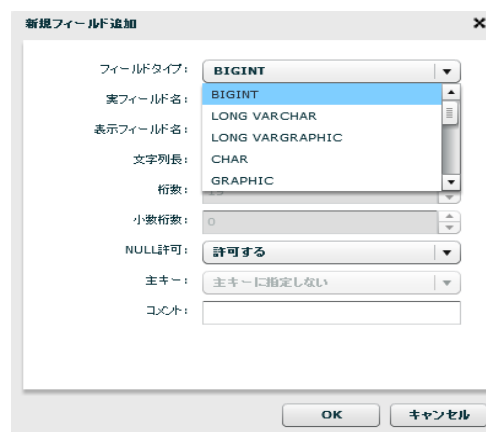 新規フィールド追加
フィールドタイプ: BIGINT
実フィールド名: BIGINT
LONG VARCHAR
表示フィールド名: LONG VARGRAPHIC
文字列長: CHAR
GRAPHIC
桁数: 19
小数桁数: 0
NULL許可: 許可する
主キー: 主キーに指定しない
コメント:
OK キャンセル